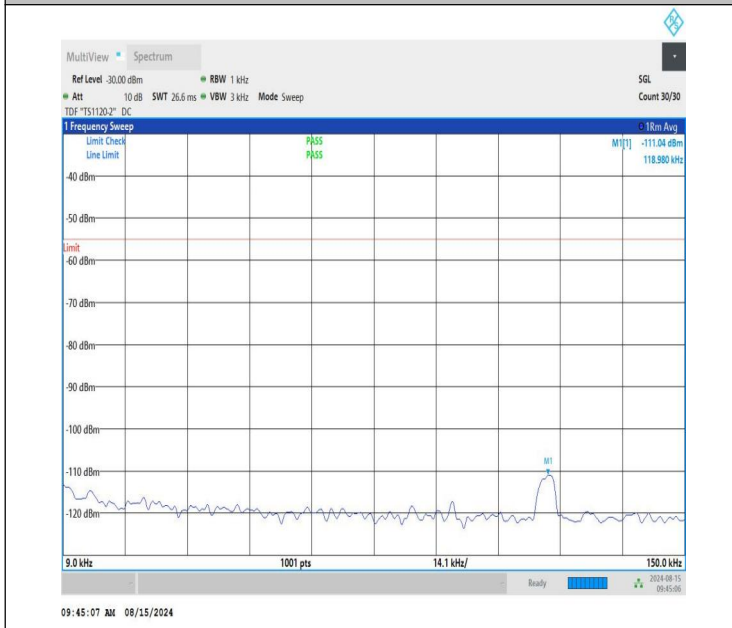 MultiView Spectrum
Ref Level -30.00 dBm RBW 1 kHz SGL
Att 10 dB SWT 26.6 ms VBW 3 kHz Mode Sweep Count 30/30
TDF "TS1120-2" DC
1 Frequency Sweep 1Rm Avg
Limit Check PASS M1[1] -111.04 dBm
Line Limit PASS 118.980 kHz
-40 dBm
-50 dBm
Limit
-60 dBm
-70 dBm
-80 dBm
-90 dBm
-100 dBm
M1
-110 dBm
-120 dBm
9.0 kHz 1001 pts 14.1 kHz/ 150.0 kHz
Ready 2024-08-15
09:45:06
09:45:07 AM 08/15/2024